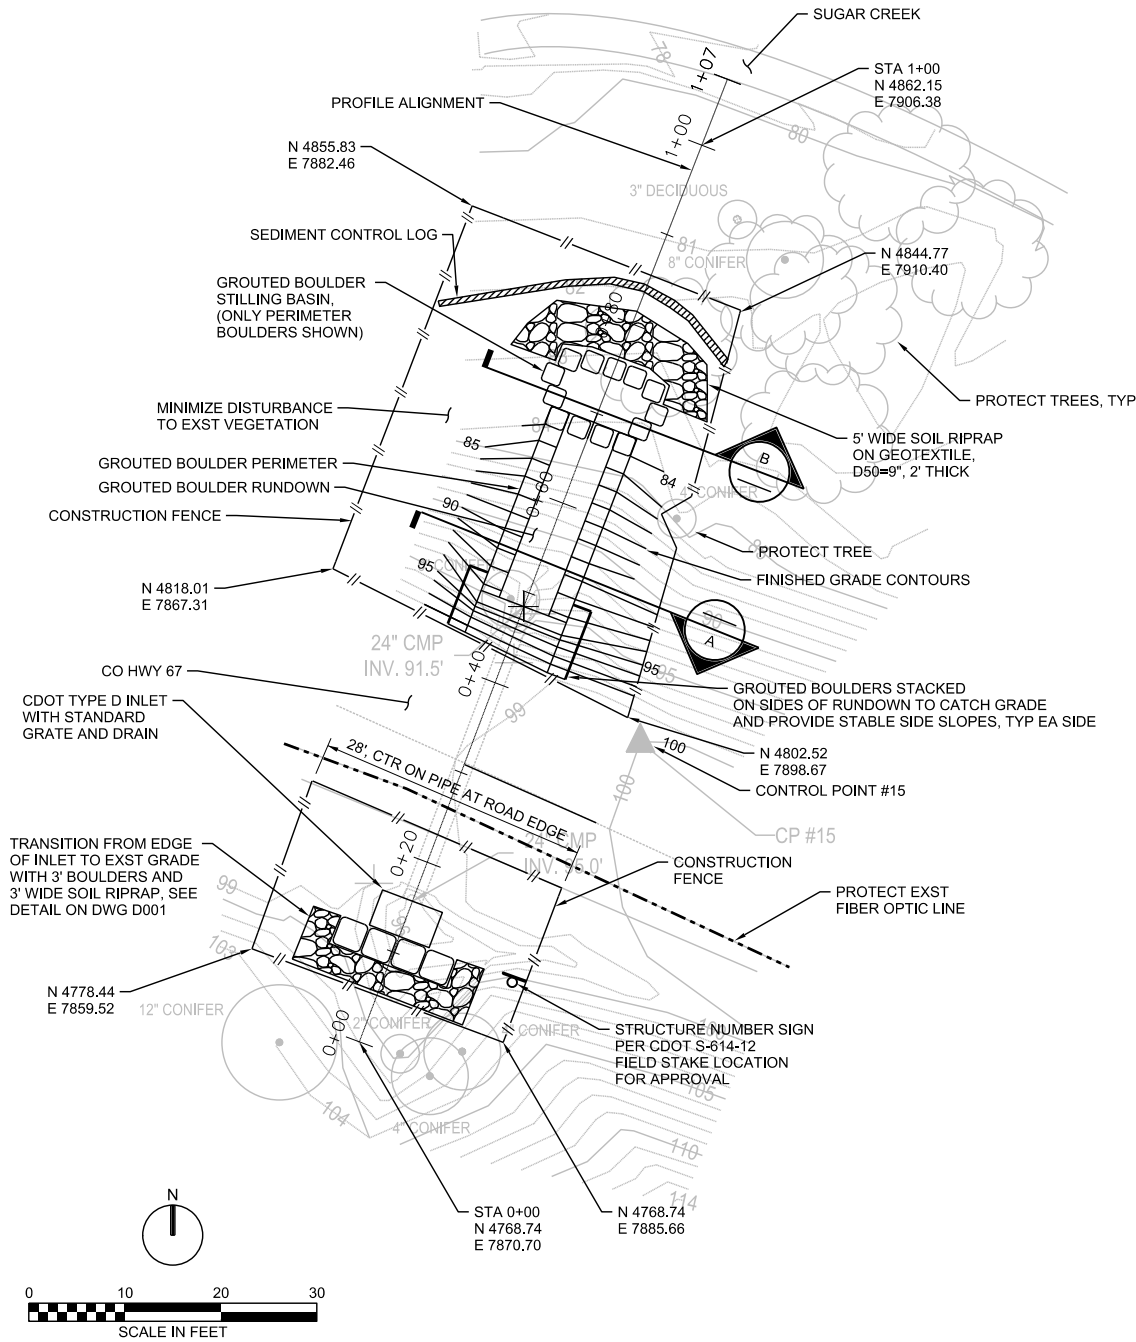 SUGAR CREEK
78
1+07
STA 1+00
N 4862.15
E 7906.38
PROFILE ALIGNMENT
1+00
80
N 4855.83
E 7882.46
3" DECIDUOUS
SEDIMENT CONTROL LOG
81
8" CONIFER
N 4844.77
E 7910.40
GROUTED BOULDER
STILLING BASIN,
(ONLY PERIMETER
BOULDERS SHOWN)
82
PROTECT TREES, TYP
MINIMIZE DISTURBANCE
TO EXST VEGETATION
84
85
5' WIDE SOIL RIPRAP
ON GEOTEXTILE,
D50=9", 2' THICK
B
GROUTED BOULDER PERIMETER
84
GROUTED BOULDER RUNDOWN
0+60
4" CONIFER
90
CONSTRUCTION FENCE
PROTECT TREE
95
CONIFER
FINISHED GRADE CONTOURS
N 4818.01
E 7867.31
90
A
24" CMP
INV. 91.5'
95
95
CO HWY 67
0+40
CDOT TYPE D INLET
WITH STANDARD
GRATE AND DRAIN
GROUTED BOULDERS STACKED
ON SIDES OF RUNDOWN TO CATCH GRADE
AND PROVIDE STABLE SIDE SLOPES, TYP EA SIDE
99
100
N 4802.52
E 7898.67
28', CTR ON PIPE AT ROAD EDGE
100
CONTROL POINT #15
CP #15
TRANSITION FROM EDGE
OF INLET TO EXST GRADE
WITH 3' BOULDERS AND
3' WIDE SOIL RIPRAP, SEE
DETAIL ON DWG D001
0+20
24" CMP
INV. 95.0'
CONSTRUCTION
FENCE
99
PROTECT EXST
FIBER OPTIC LINE
103
N 4778.44
E 7859.52
12" CONIFER
2" CONIFER
CONIFER
0+00
STRUCTURE NUMBER SIGN
PER CDOT S-614-12
FIELD STAKE LOCATION
FOR APPROVAL
105
104
4" CONIFER
110
114
N
STA 0+00
N 4768.74
E 7870.70
N 4768.74
E 7885.66
0 10 20 30
SCALE IN FEET